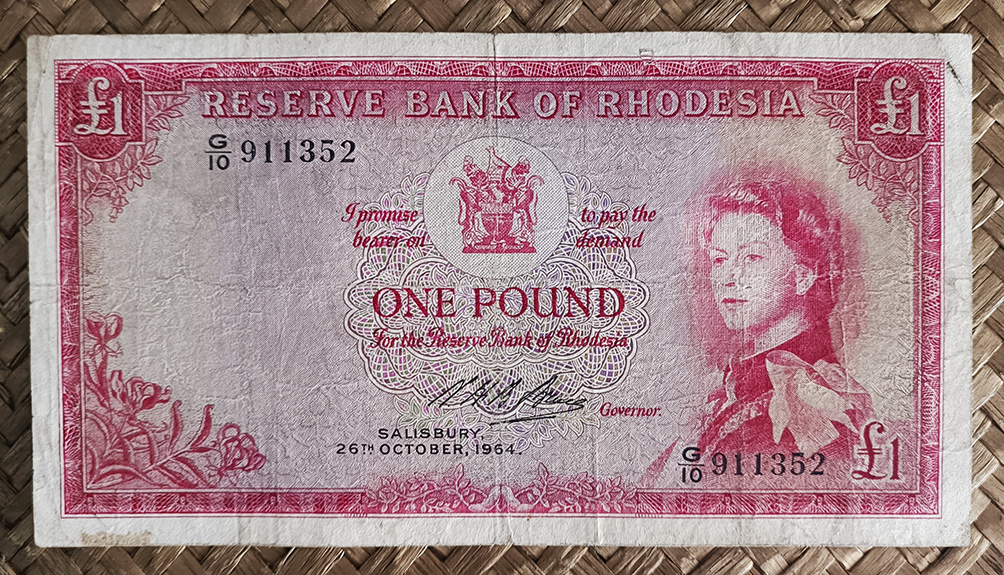 £1 RESERVE BANK OF RHODESIA £1
G/10 911352
I promise to pay the
bearer on demand
ONE POUND
For the Reserve Bank of Rhodesia
Governor.
SALISBURY,
26TH OCTOBER, 1964.
G/10 911352 £1